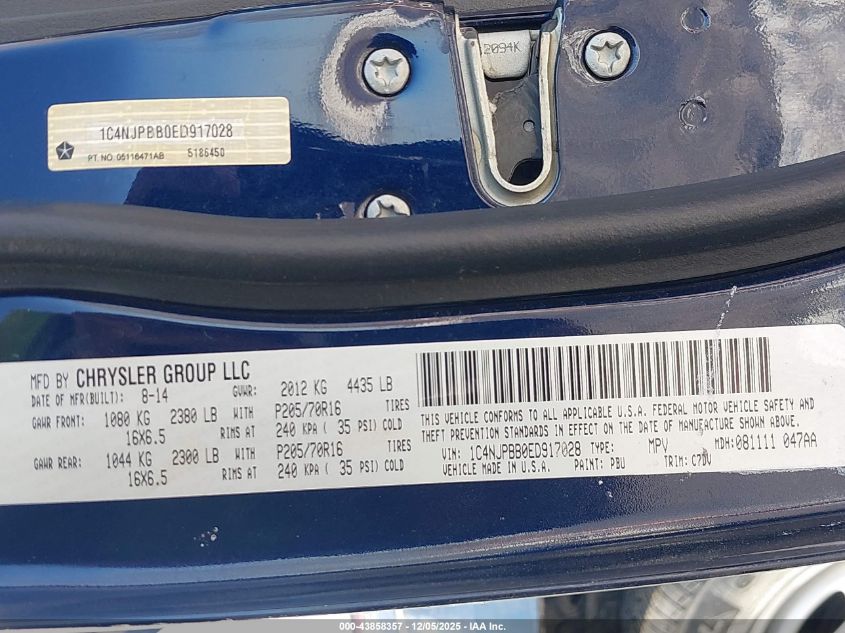 2094K
1C4NJPBB0ED917028
PT. NO. 05116471AB 5186450
MFD BY CHRYSLER GROUP LLC
DATE OF MFR(BUILT): 8-14 GVWR: 2012 KG 4435 LB
GAWR FRONT: 1080 KG 2380 LB WITH P205/70R16 TIRES
16X6.5 RIMS AT 240 KPA ( 35 PSI) COLD
GAWR REAR: 1044 KG 2300 LB WITH P205/70R16 TIRES
16X6.5 RIMS AT 240 KPA ( 35 PSI) COLD
THIS VEHICLE CONFORMS TO ALL APPLICABLE U.S.A. FEDERAL MOTOR VEHICLE SAFETY AND
THEFT PREVENTION STANDARDS IN EFFECT ON THE DATE OF MANUFACTURE SHOWN ABOVE.
VIN: 1C4NJPBB0ED917028 TYPE: MPV MDH: 081111 047AA
VEHICLE MADE IN U.S.A. PAINT: PBU TRIM:
000-43858357 - 12/05/2025 - IAA Inc.